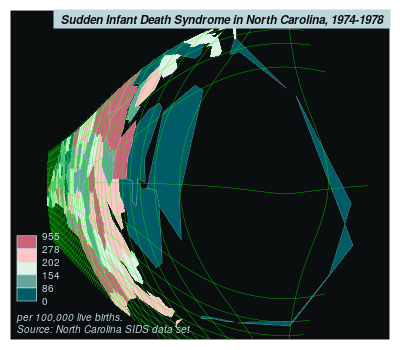 Sudden Infant Death Syndrome in North Carolina, 1974-1978
955
278
202
154
86
0
per 100,000 live births.
Source: North Carolina SIDS data set